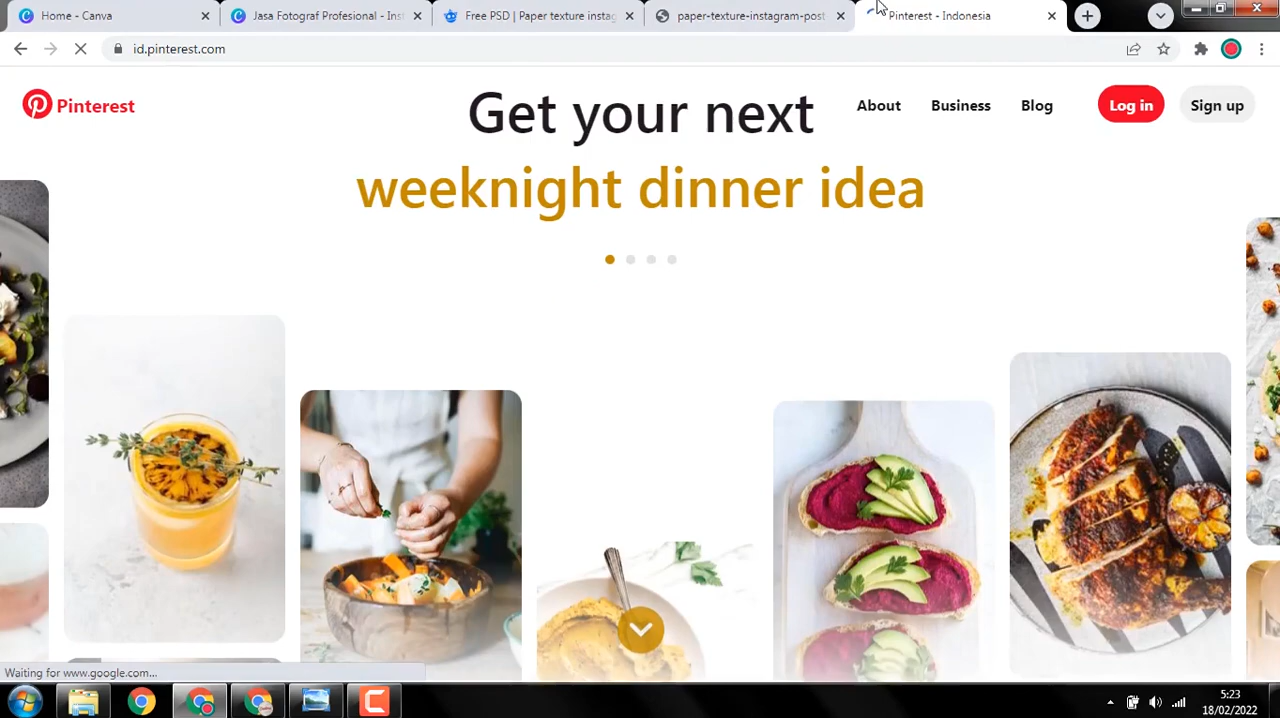 Home - Canva
Jasa Fotograf Profesional - Inst
Free PSD | Paper texture instag
paper-texture-instagram-post
Pinterest - Indonesia
id.pinterest.com
Pinterest
About
Business
Blog
Log in
Sign up
Get your next
weeknight dinner idea
Waiting for www.google.com...
5:23
18/02/2022